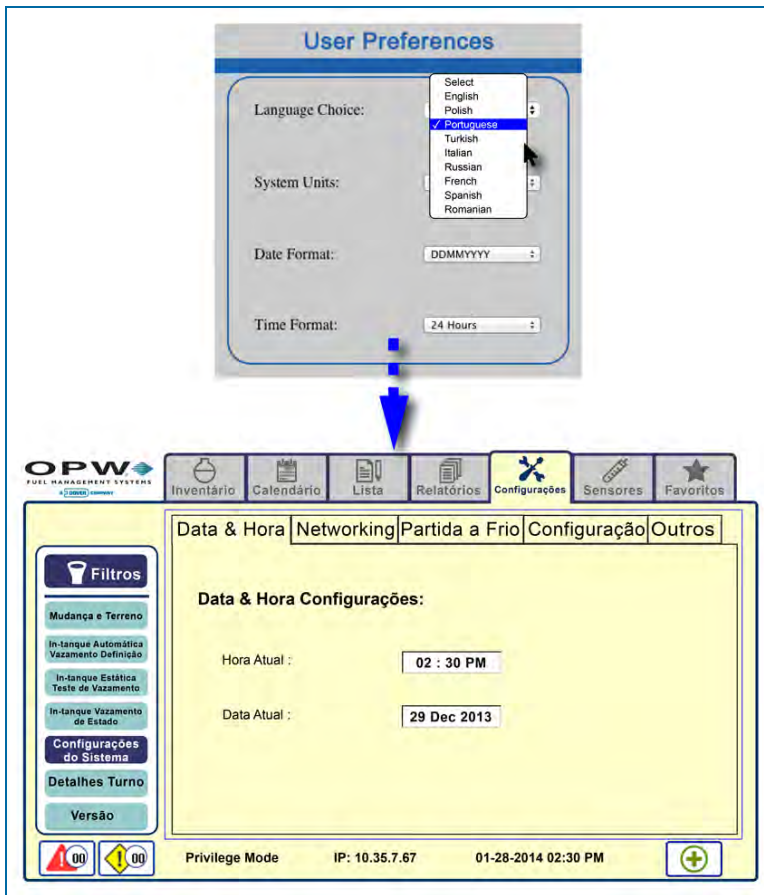 User Preferences
Language Choice:
Select
English
Polish
✓ Portuguese
Turkish
Italian
Russian
French
Spanish
Romanian
System Units:
Date Format:
DDMMYYYY
Time Format:
24 Hours
OPW
FUEL MANAGEMENT SYSTEMS
A DOVER COMPANY
Inventário
Calendário
Lista
Relatórios
Configurações
Sensores
Favoritos
Data & Hora
Networking
Partida a Frio
Configuração
Outros
Filtros
Mudança e Terreno
In-tanque Automática
Vazamento Definição
In-tanque Estática
Teste de Vazamento
In-tanque Vazamento
de Estado
Configurações
do Sistema
Detalhes Turno
Versão
Data & Hora Configurações:
Hora Atual :
02 : 30 PM
Data Atual :
29 Dec 2013
00
00
Privilege Mode
IP: 10.35.7.67
01-28-2014 02:30 PM